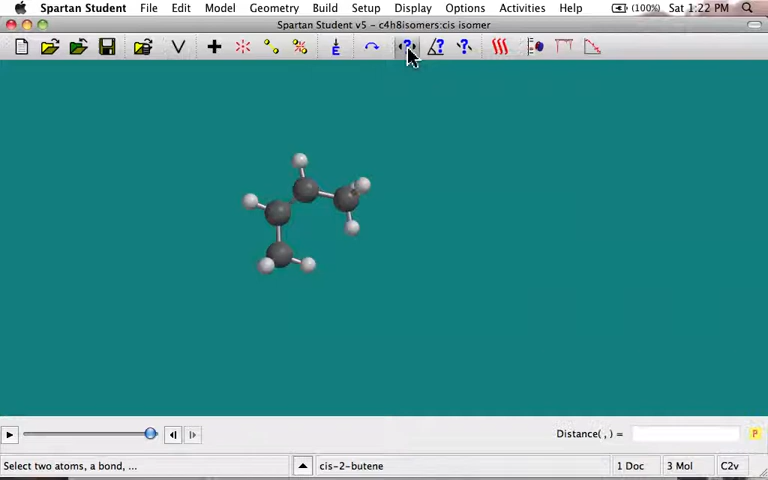 Spartan Student File Edit Model Geometry Build Setup Display Options Activities Help (100%) Sat 1:22 PM
Spartan Student v5 - c4h8isomers:cis isomer
Distance( , ) =
P
Select two atoms, a bond, ... cis-2-butene 1 Doc 3 Mol C2v